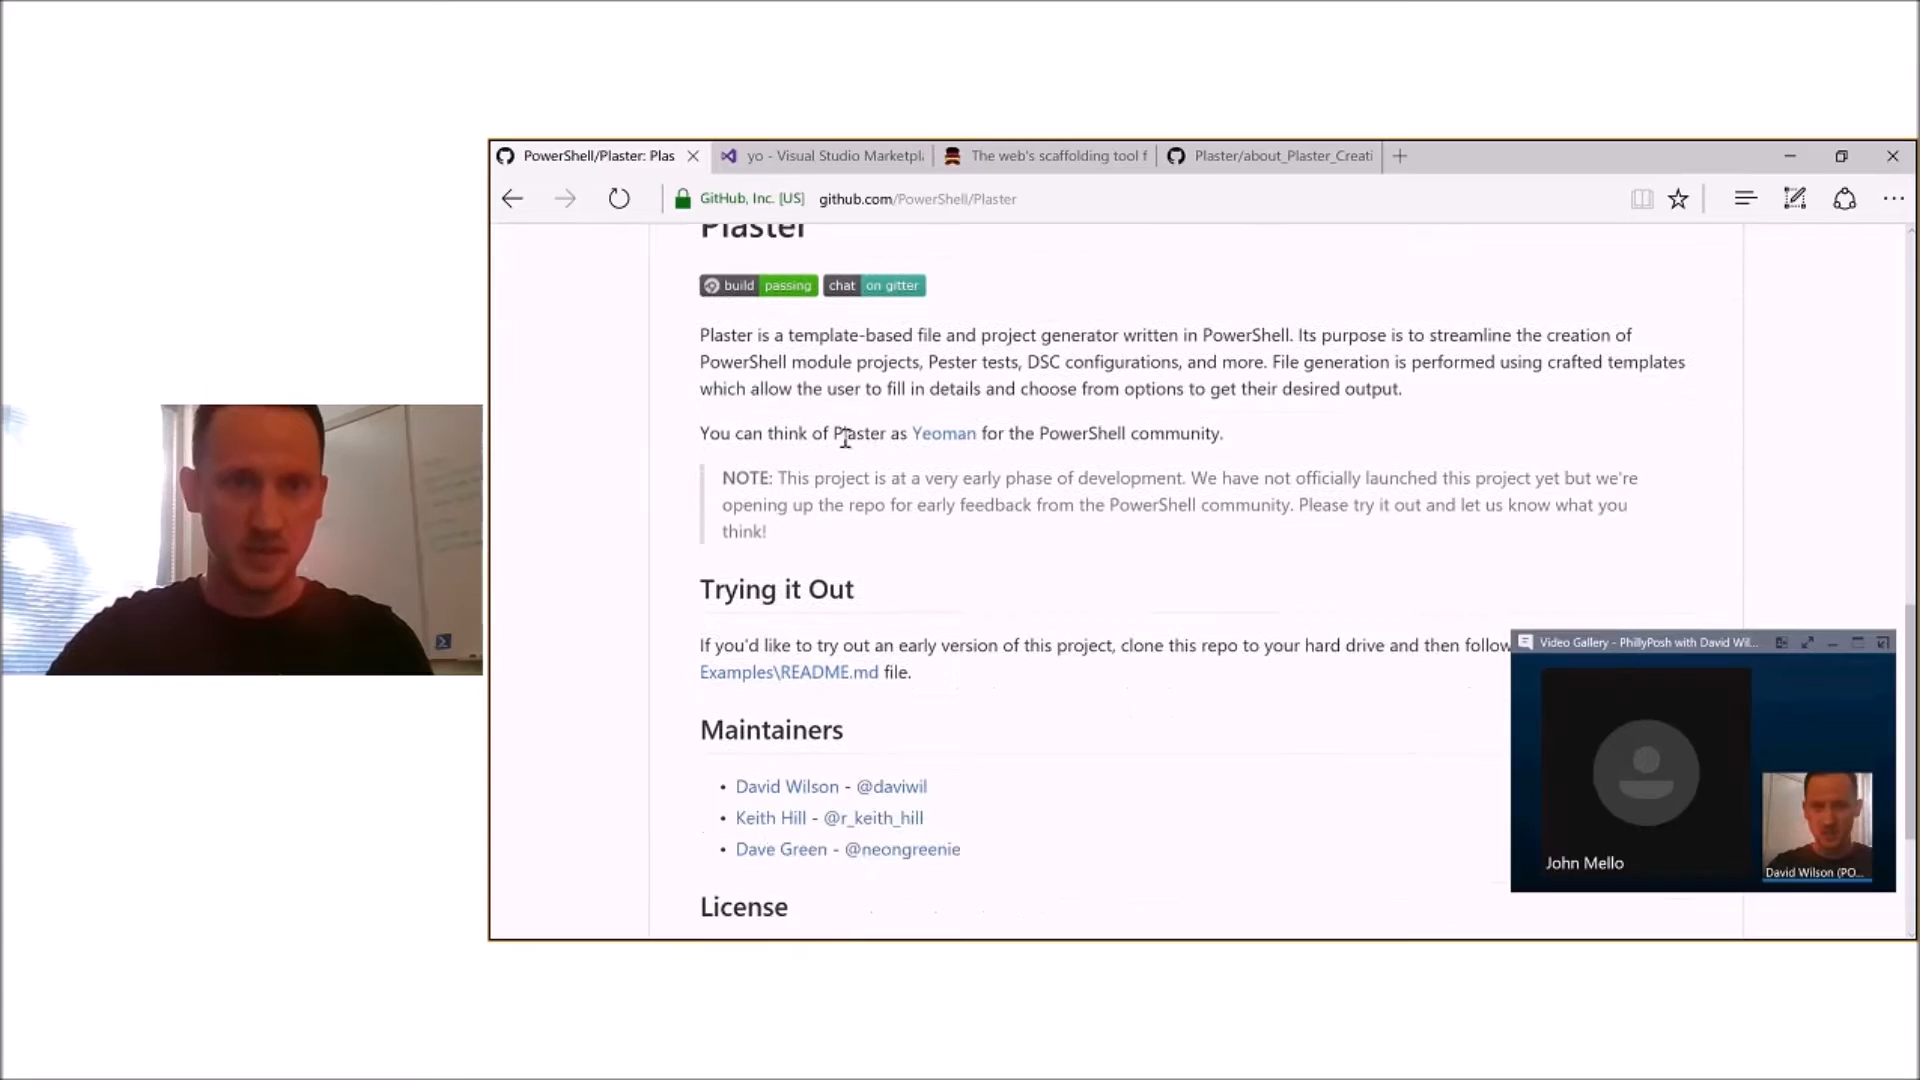 PowerShell/Plaster: Plas
yo - Visual Studio Marketpl
The web's scaffolding tool f
Plaster/about_Plaster_Creati
GitHub, Inc. [US] github.com/PowerShell/Plaster
Plaster
build passing chat on gitter
Plaster is a template-based file and project generator written in PowerShell. Its purpose is to streamline the creation of
PowerShell module projects, Pester tests, DSC configurations, and more. File generation is performed using crafted templates
which allow the user to fill in details and choose from options to get their desired output.
You can think of Plaster as Yeoman for the PowerShell community.
NOTE: This project is at a very early phase of development. We have not officially launched this project yet but we're
opening up the repo for early feedback from the PowerShell community. Please try it out and let us know what you
think!
Trying it Out
If you'd like to try out an early version of this project, clone this repo to your hard drive and then follow
Examples\README.md file.
Maintainers
• David Wilson - @daviwil
• Keith Hill - @r_keith_hill
• Dave Green - @neongreenie
License
Video Gallery - PhillyPosh with David Wil...
John Mello
David Wilson (PO...